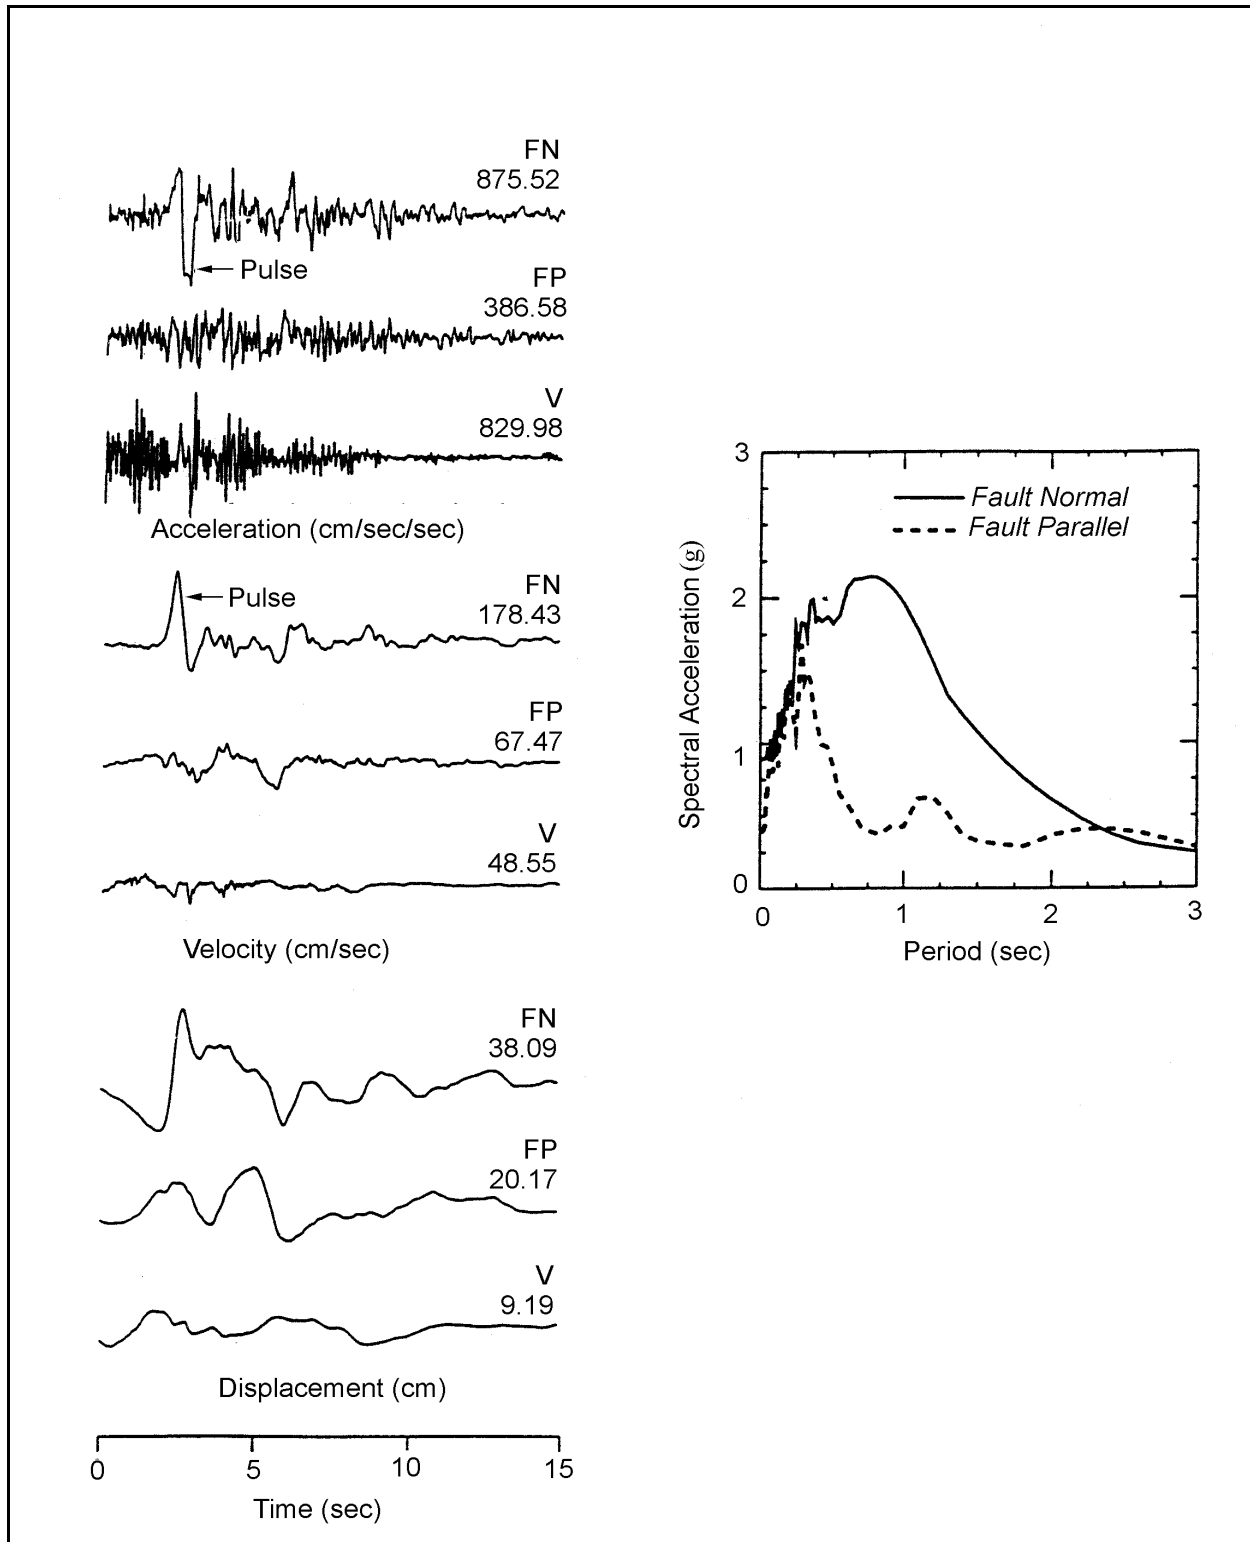 FN
875.52
Pulse
FP
386.58
V
829.98
Acceleration (cm/sec/sec)
Pulse
FN
178.43
FP
67.47
V
48.55
Velocity (cm/sec)
FN
38.09
FP
20.17
V
9.19
Displacement (cm)
0 5 10 15
Time (sec)
3
2
1
0
Spectral Acceleration (g)
Fault Normal
Fault Parallel
0 1 2 3
Period (sec)